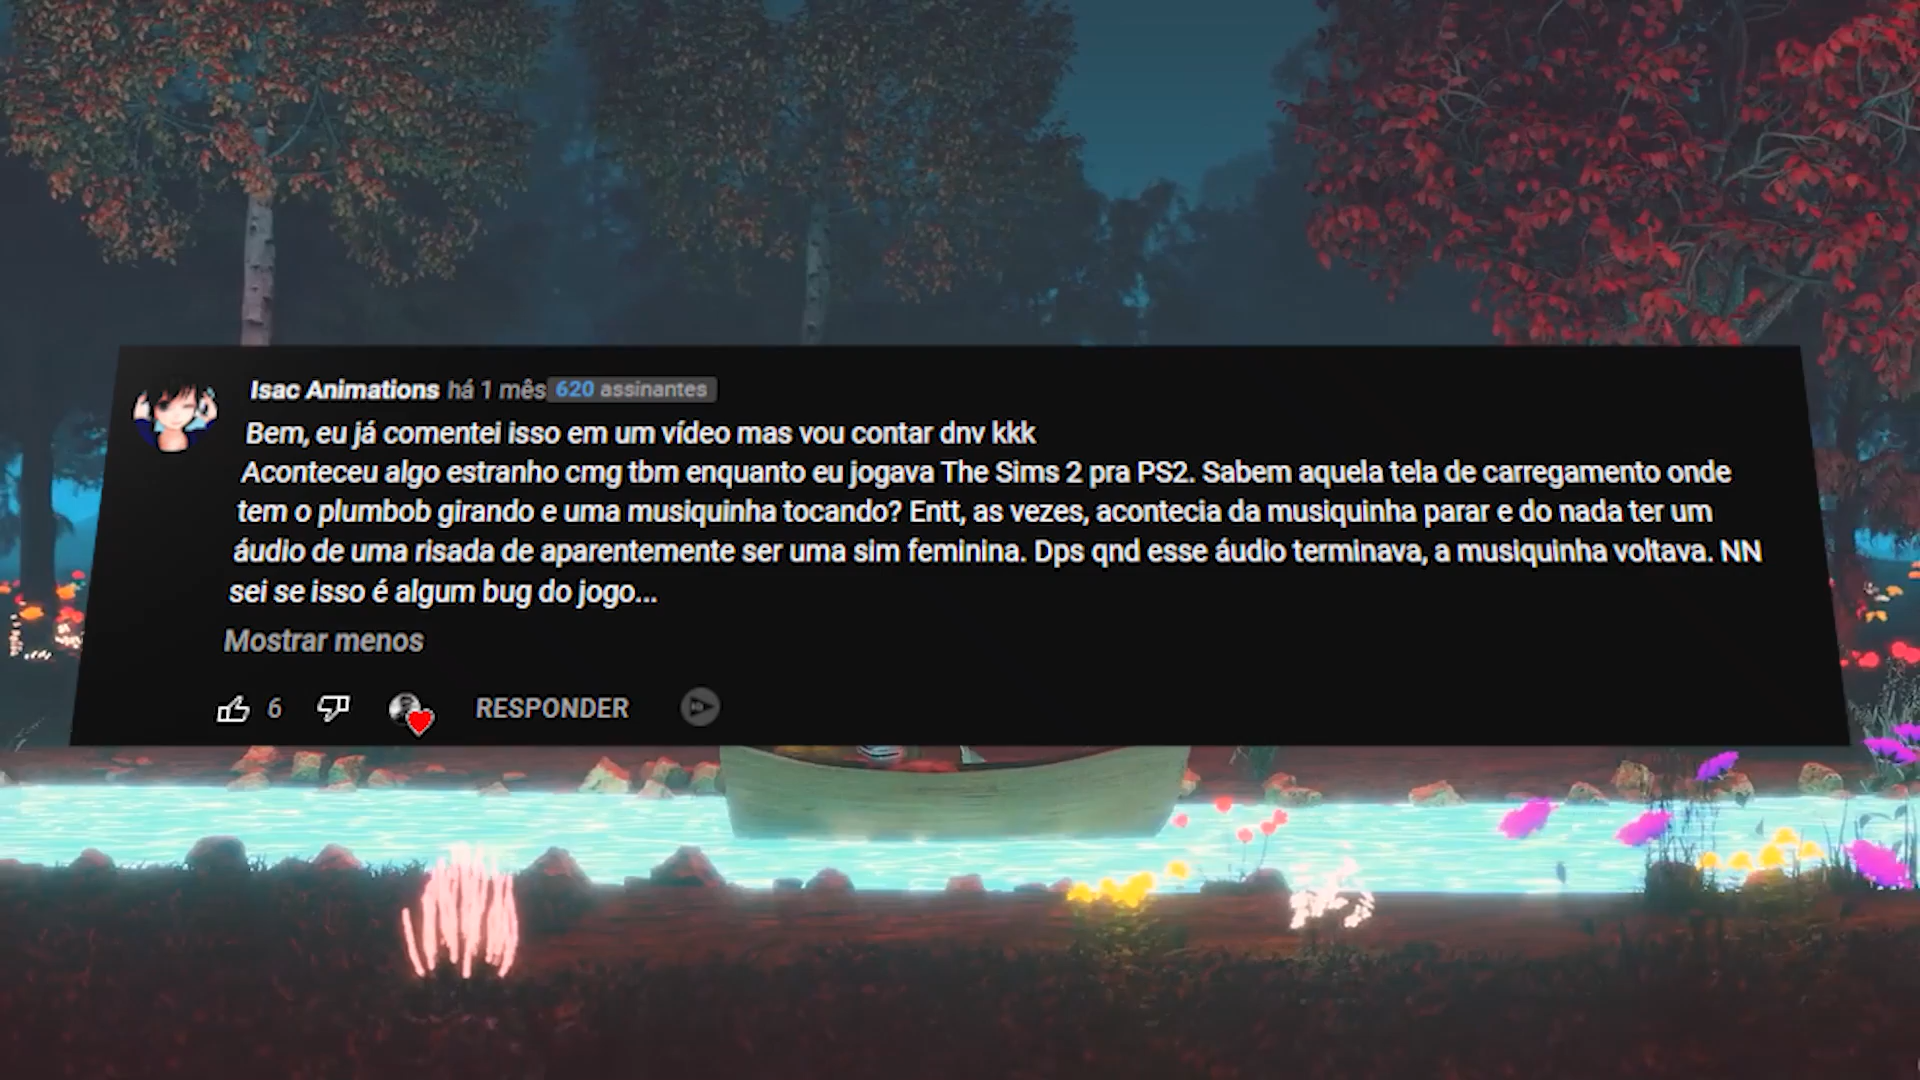 Isac Animations há 1 mês 620 assinantes
Bem, eu já comentei isso em um vídeo mas vou contar dnv kkk
Aconteceu algo estranho cmg tbm enquanto eu jogava The Sims 2 pra PS2. Sabem aquela tela de carregamento onde
tem o plumbob girando e uma musiquinha tocando? Entt, as vezes, acontecia da musiquinha parar e do nada ter um
áudio de uma risada de aparentemente ser uma sim feminina. Dps qnd esse áudio terminava, a musiquinha voltava. NN
sei se isso é algum bug do jogo...
Mostrar menos
6 RESPONDER